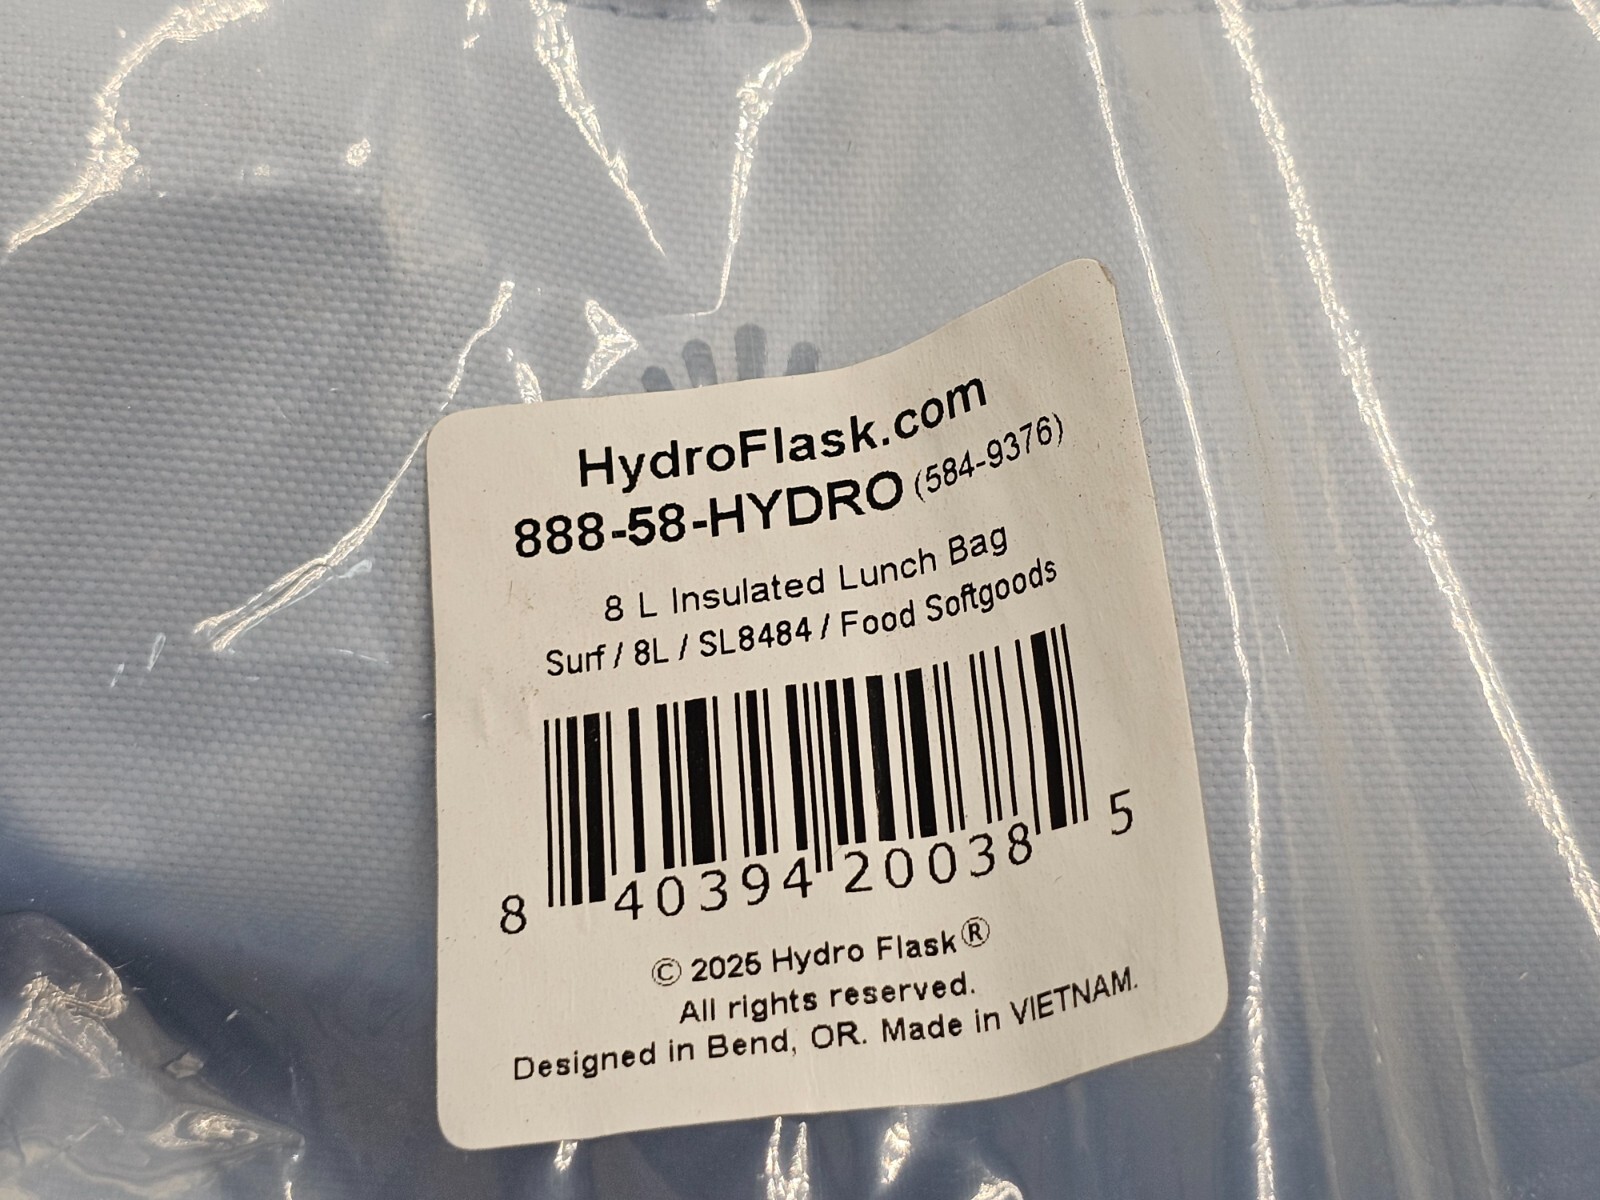 HydroFlask.com
888-58-HYDRO (584-9376)
8 L Insulated Lunch Bag
Surf / 8L / SL8484 / Food Softgoods
8 40394 20038 5
© 2025 Hydro Flask®
All rights reserved.
Designed in Bend, OR. Made in VIETNAM.